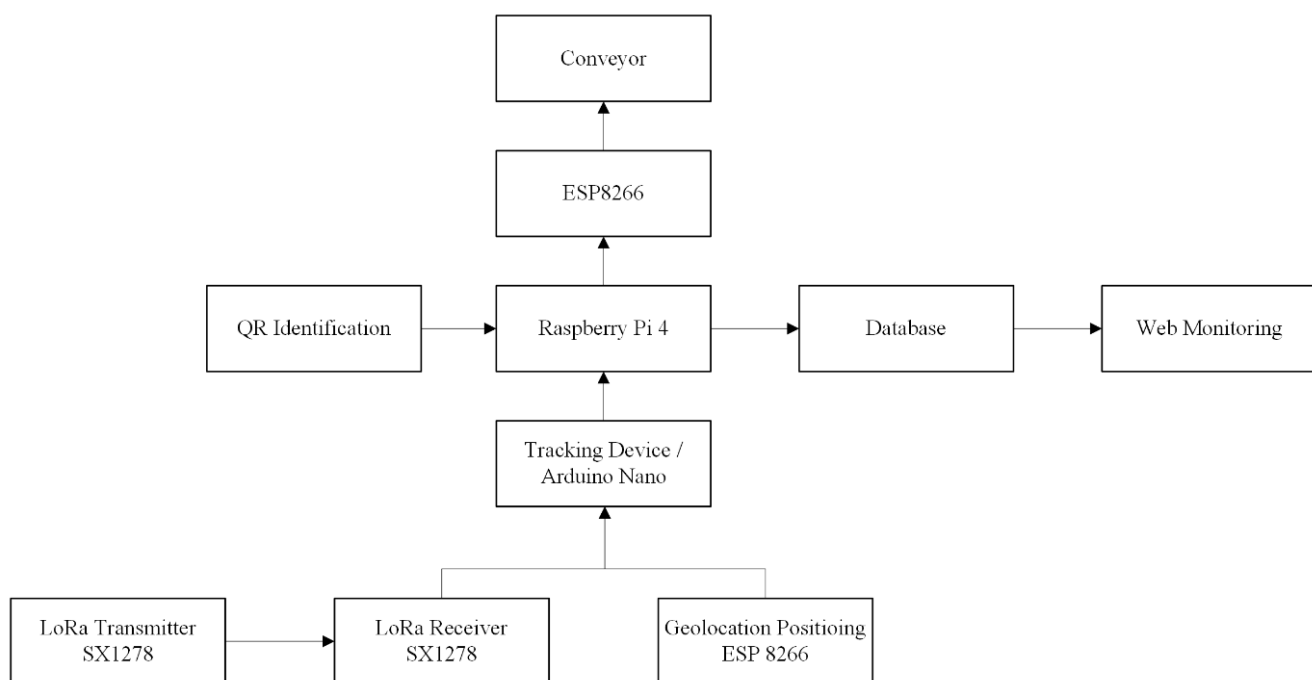 Conveyor
ESP8266
QR Identification
Raspberry Pi 4
Database
Web Monitoring
Tracking Device /
Arduino Nano
LoRa Transmitter
SX1278
LoRa Receiver
SX1278
Geolocation Positioing
ESP 8266